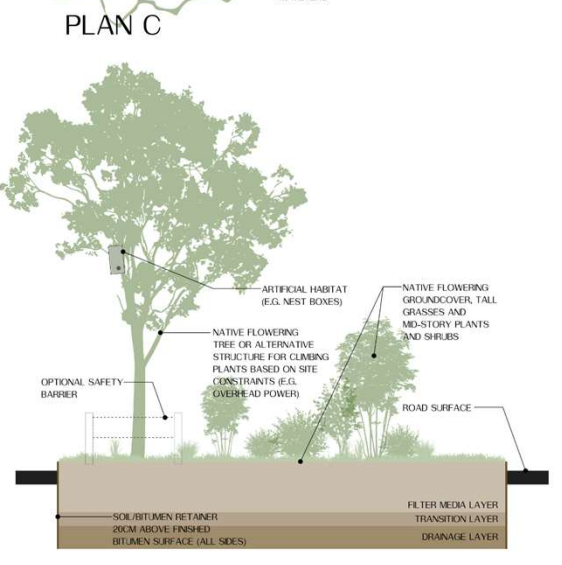 PLAN C
ARTIFICIAL HABITAT
(E.G. NEST BOXES)
NATIVE FLOWERING
GROUNDCOVER, TALL
GRASSES AND
MID-STORY PLANTS
AND SHRUBS
NATIVE FLOWERING
TREE OR ALTERNATIVE
STRUCTURE FOR CLIMBING
PLANTS BASED ON SITE
CONSTRAINTS (E.G.
OVERHEAD POWER)
OPTIONAL SAFETY
BARRIER
ROAD SURFACE
FILTER MEDIA LAYER
TRANSITION LAYER
DRAINAGE LAYER
SOIL/BITUMEN RETAINER
20CM ABOVE FINISHED
BITUMEN SURFACE (ALL SIDES)